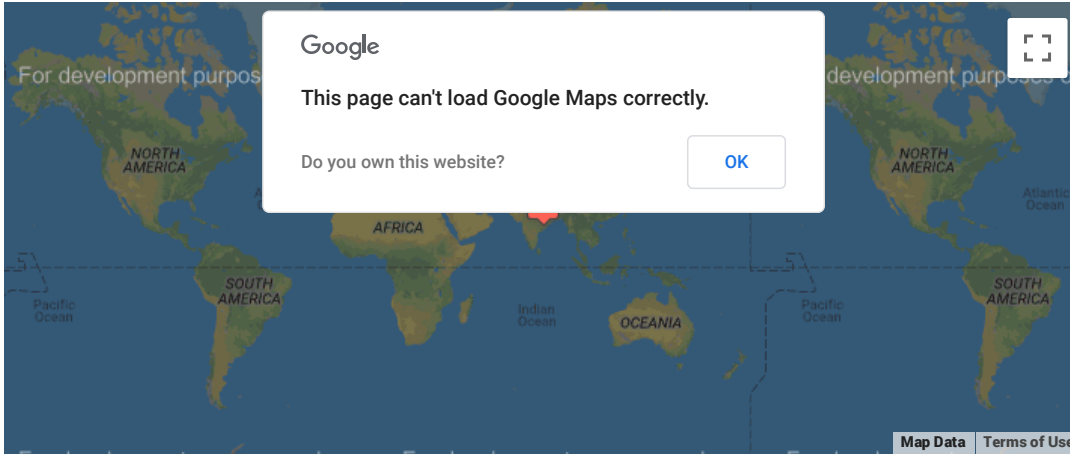 Google
For development purpos
development purposes
This page can't load Google Maps correctly.
Do you own this website?
OK
NORTH
AMERICA
NORTH
AMERICA
Atlantic
Ocean
AFRICA
SOUTH
AMERICA
SOUTH
AMERICA
Pacific
Ocean
Indian
Ocean
OCEANIA
Pacific
Ocean
Map Data
Terms of Use